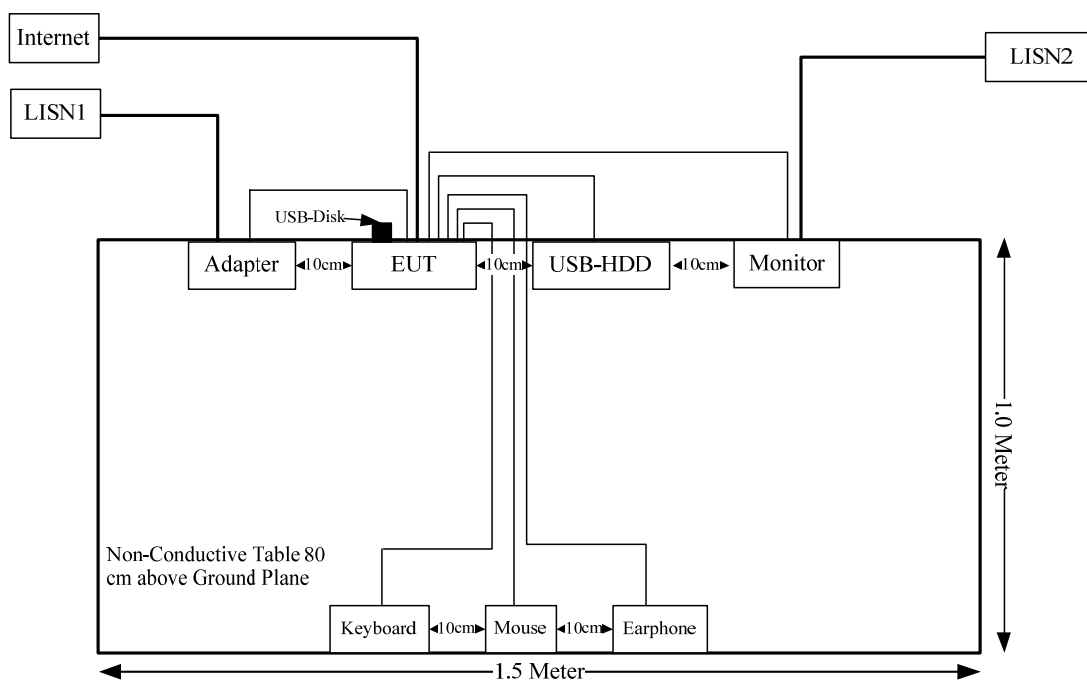 Internet
LISN2
LISN1
USB-Disk
Adapter
10cm
EUT
10cm
USB-HDD
10cm
Monitor
1.0 Meter
Non-Conductive Table 80
cm above Ground Plane
Keyboard
10cm
Mouse
10cm
Earphone
1.5 Meter